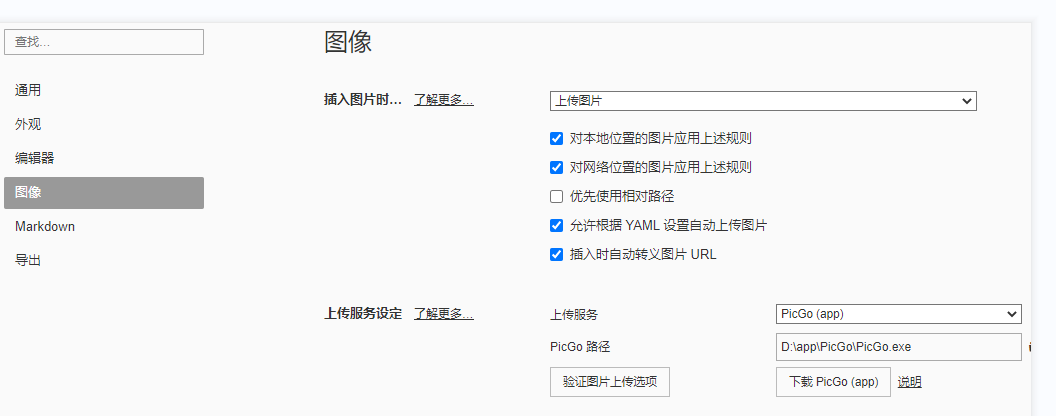 查找...
通用
外观
编辑器
图像
Markdown
导出
图像
插入图片时... 了解更多... 上传图片
对本地位置的图片应用上述规则
对网络位置的图片应用上述规则
优先使用相对路径
允许根据 YAML 设置自动上传图片
插入时自动转义图片 URL
上传服务设定 了解更多... 上传服务 PicGo (app)
PicGo 路径 D:\app\PicGo\PicGo.exe
验证图片上传选项 下载 PicGo (app) 说明